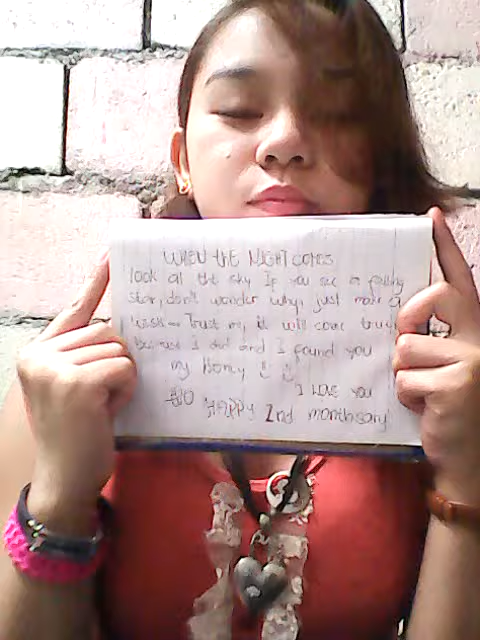 WHEN the NIGHT COMES
look at the sky If you see a falling
star, don't wonder why, just make a
wish Trust me, it will come true
Because I did and I found you
my Honey
I LOVE YOU
HAPPY 2nd monthsary